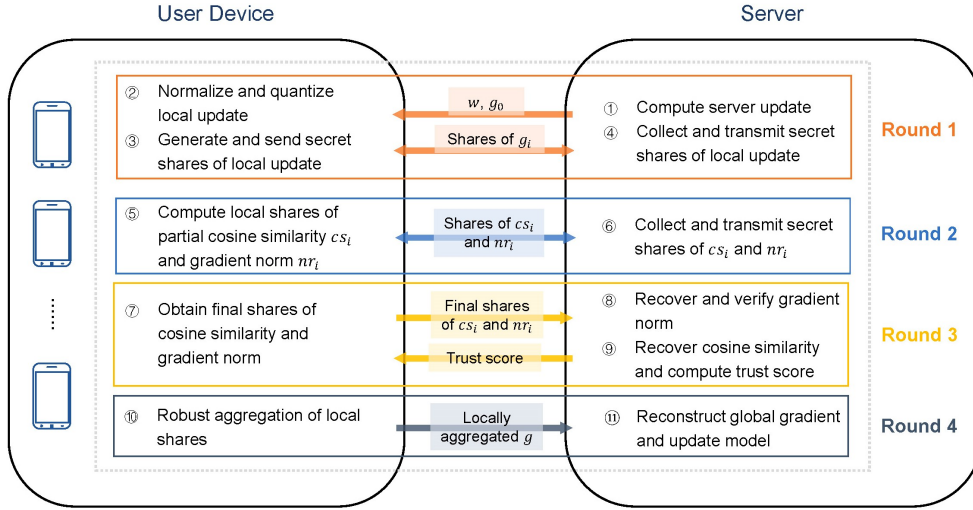 User Device
Server
② Normalize and quantize
local update
③ Generate and send secret
shares of local update
w, g₀
Shares of gᵢ
① Compute server update
④ Collect and transmit secret
shares of local update
Round 1
⑤ Compute local shares of
partial cosine similarity csᵢ
and gradient norm nrᵢ
Shares of csᵢ
and nrᵢ
⑥ Collect and transmit secret
shares of csᵢ and nrᵢ
Round 2
......
⑦ Obtain final shares of
cosine similarity and
gradient norm
Final shares
of csᵢ and nrᵢ
Trust score
⑧ Recover and verify gradient
norm
⑨ Recover cosine similarity
and compute trust score
Round 3
⑩ Robust aggregation of local
shares
Locally
aggregated g
⑪ Reconstruct global gradient
and update model
Round 4